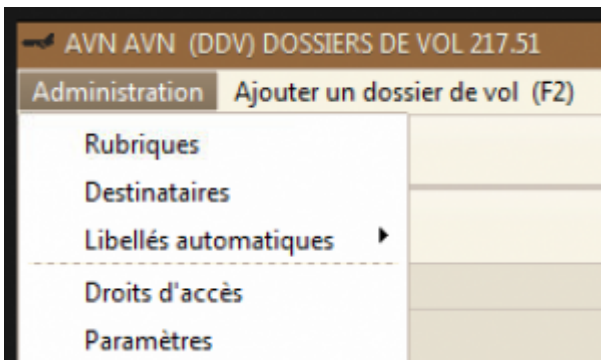 AVN AVN (DDV) DOSSIERS DE VOL 217.51
Administration Ajouter un dossier de vol (F2)
Rubriques
Destinataires
Libellés automatiques
Droits d'accès
Paramètres